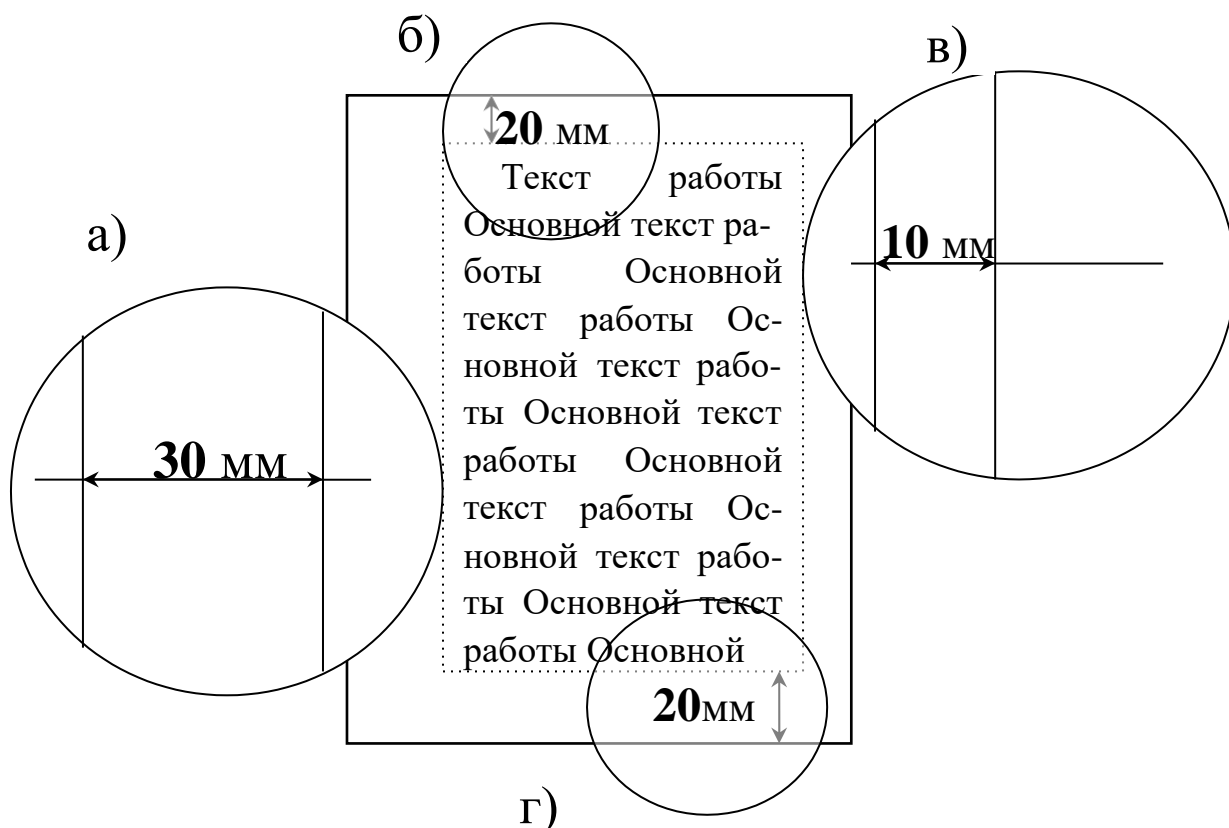 б)
в)
20 мм
Текст работы
Основной текст ра-
а)
10 мм
боты Основной
текст работы Ос-
новной текст рабо-
ты Основной текст
30 мм
работы Основной
текст работы Ос-
новной текст рабо-
ты Основной текст
работы Основной
20мм
г)